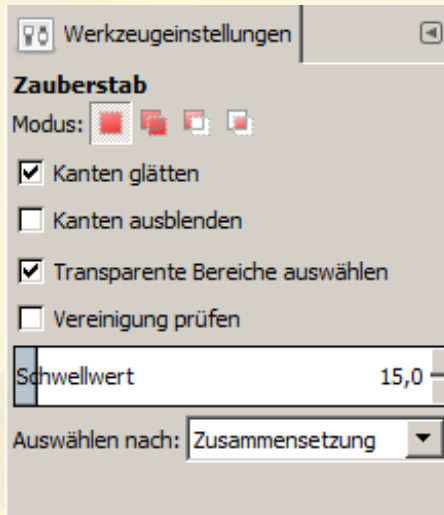 Werkzeugeinstellungen
Zauberstab
Modus:
Kanten glätten
Kanten ausblenden
Transparente Bereiche auswählen
Vereinigung prüfen
Schwellwert 15,0
Auswählen nach: Zusammensetzung